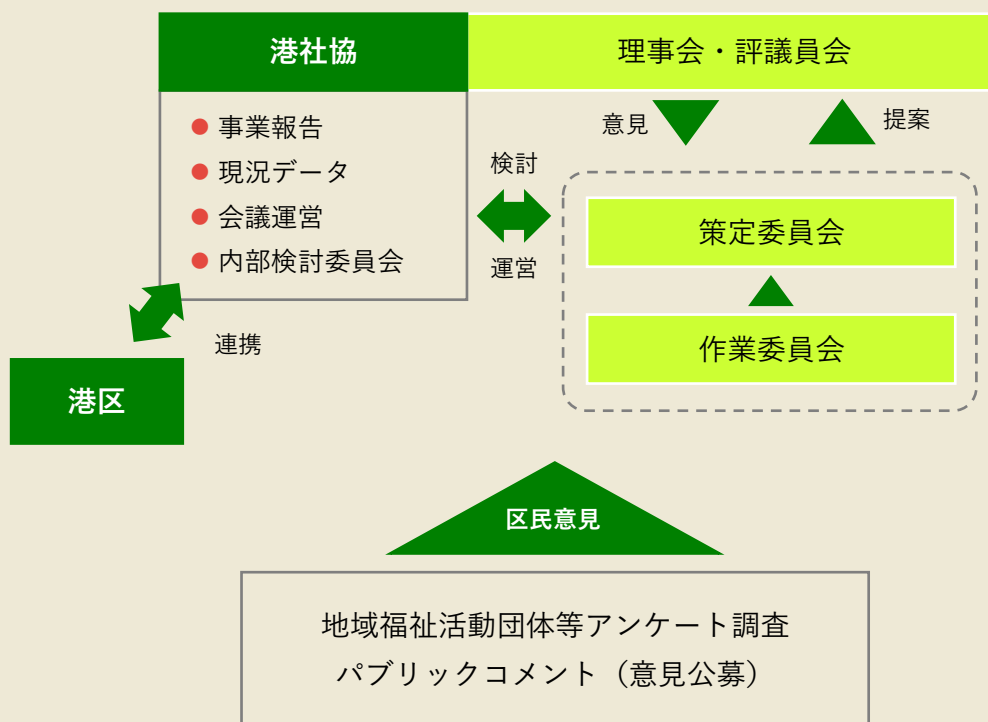 港社協
理事会・評議員会
事業報告
現況データ
会議運営
内部検討委員会
意見
提案
検討
運営
策定委員会
作業委員会
連携
港区
区民意見
地域福祉活動団体等アンケート調査
パブリックコメント（意見公募）